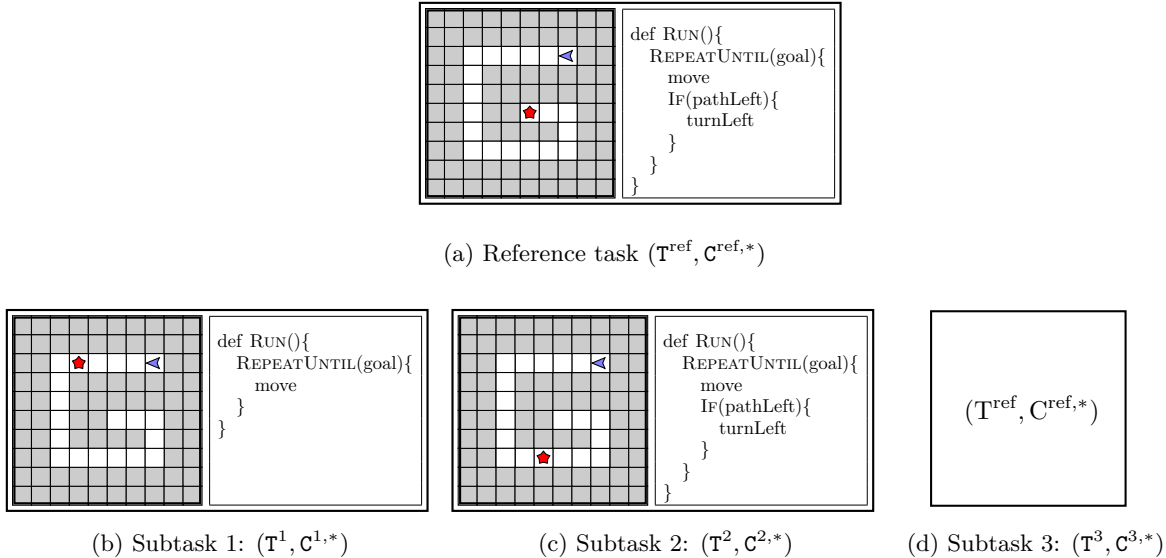 def RUN(){
REPEATUNTIL(goal){
move
IF(pathLeft){
turnLeft
}
}
}
(a) Reference task (T^ref, C^ref,*)
def RUN(){
REPEATUNTIL(goal){
move
}
}
def RUN(){
REPEATUNTIL(goal){
move
IF(pathLeft){
turnLeft
}
}
}
(T^ref, C^ref,*)
(b) Subtask 1: (T^1, C^1,*)
(c) Subtask 2: (T^2, C^2,*)
(d) Subtask 3: (T^3, C^3,*)